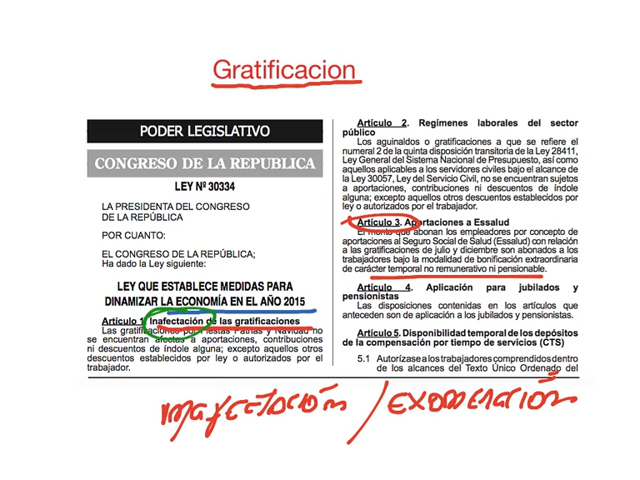 Gratificacion
PODER LEGISLATIVO
CONGRESO DE LA REPUBLICA
LEY Nº 30334
LA PRESIDENTA DEL CONGRESO
DE LA REPÚBLICA
POR CUANTO:
EL CONGRESO DE LA REPÚBLICA;
Ha dado la Ley siguiente:
LEY QUE ESTABLECE MEDIDAS PARA
DINAMIZAR LA ECONOMÍA EN EL AÑO 2015
Artículo 1. Inafectación de las gratificaciones
Las gratificaciones por Fiestas Patrias y Navidad no
se encuentran afectas a aportaciones, contribuciones
ni descuentos de índole alguna; excepto aquellos otros
descuentos establecidos por ley o autorizados por el
trabajador.
Artículo 2. Regímenes laborales del sector
público
Los aguinaldos o gratificaciones a que se refiere el
numeral 2 de la quinta disposición transitoria de la Ley 28411,
Ley General del Sistema Nacional de Presupuesto, así como
aquellos aplicables a los servidores civiles bajo el alcance de
la Ley 30057, Ley del Servicio Civil, no se encuentran sujetos
a aportaciones, contribuciones ni descuentos de índole
alguna; excepto aquellos otros descuentos establecidos por
ley o autorizados por el trabajador.
Artículo 3. Aportaciones a Essalud
El monto que abonan los empleadores por concepto de
aportaciones al Seguro Social de Salud (Essalud) con relación
a las gratificaciones de julio y diciembre son abonados a los
trabajadores bajo la modalidad de bonificación extraordinaria
de carácter temporal no remunerativo ni pensionable.
Artículo 4. Aplicación para jubilados y
pensionistas
Las disposiciones contenidas en los artículos que
anteceden son de aplicación a los jubilados y pensionistas.
Artículo 5. Disponibilidad temporal de los depósitos
de la compensación por tiempo de servicios (CTS)
5.1 Autorízase a los trabajadores comprendidos dentro
de los alcances del Texto Único Ordenado del
inafectación / exoneración